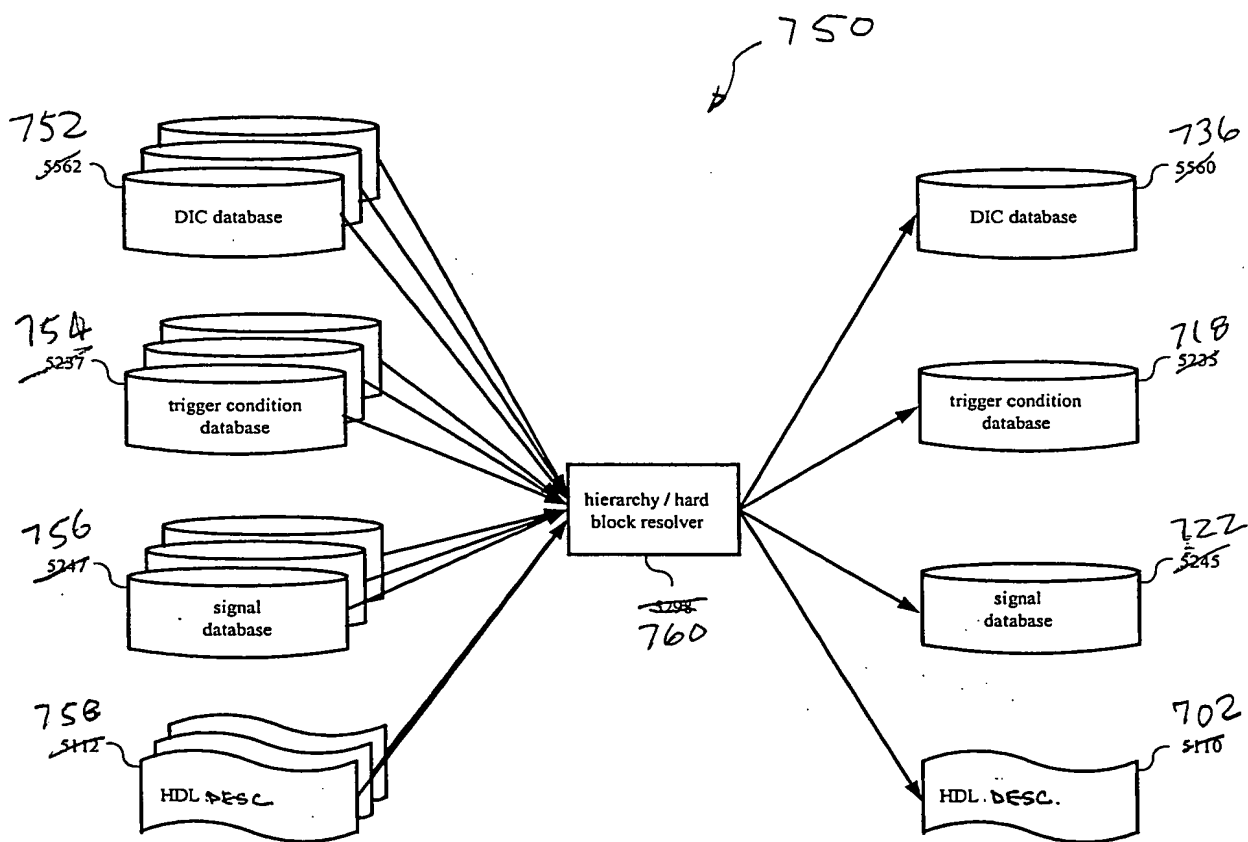 750
752
5562
DIC database
754
5237
trigger condition
database
756
5247
signal
database
758
5112
HDL.DESC.
hierarchy / hard
block resolver
5298
760
736
5560
DIC database
718
5235
trigger condition
database
722
5245
signal
database
702
5110
HDL.DESC.